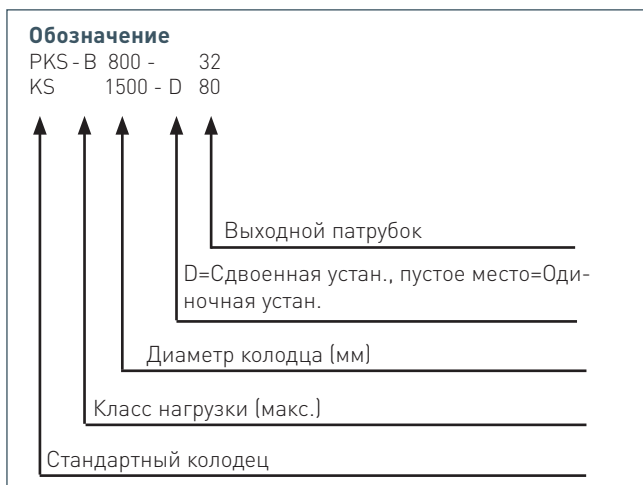 Обозначение
PKS - B 800 - 32
KS 1500 - D 80
Выходной патрубок
D=Сдвоенная устан., пустое место=Оди-
ночная устан.
Диаметр колодца (мм)
Класс нагрузки (макс.)
Стандартный колодец